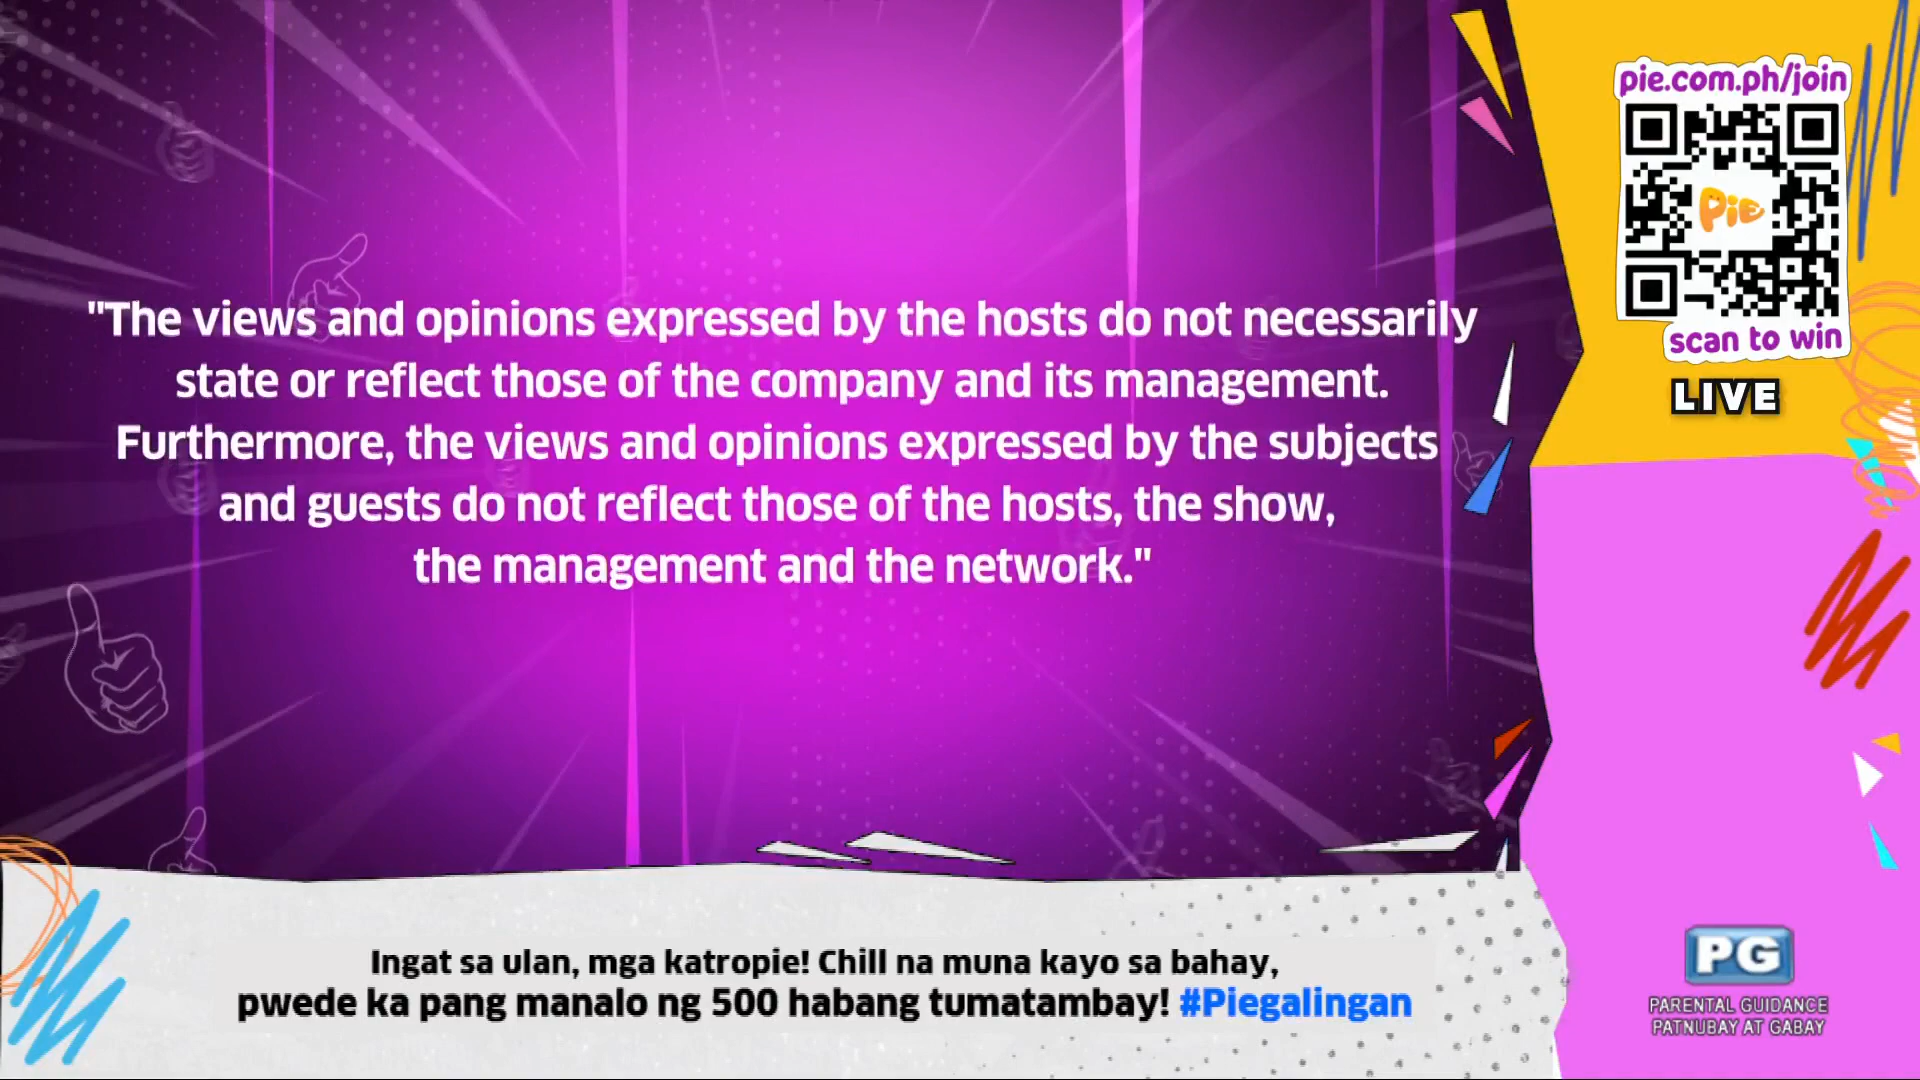 "The views and opinions expressed by the hosts do not necessarily
state or reflect those of the company and its management.
Furthermore, the views and opinions expressed by the subjects
and guests do not reflect those of the hosts, the show,
the management and the network."
pie.com.ph/join
PiE
scan to win
LIVE
Ingat sa ulan, mga katropie! Chill na muna kayo sa bahay,
pwede ka pang manalo ng 500 habang tumatambay! #Piegalingan
PG
PARENTAL GUIDANCE
PATNUBAY AT GABAY